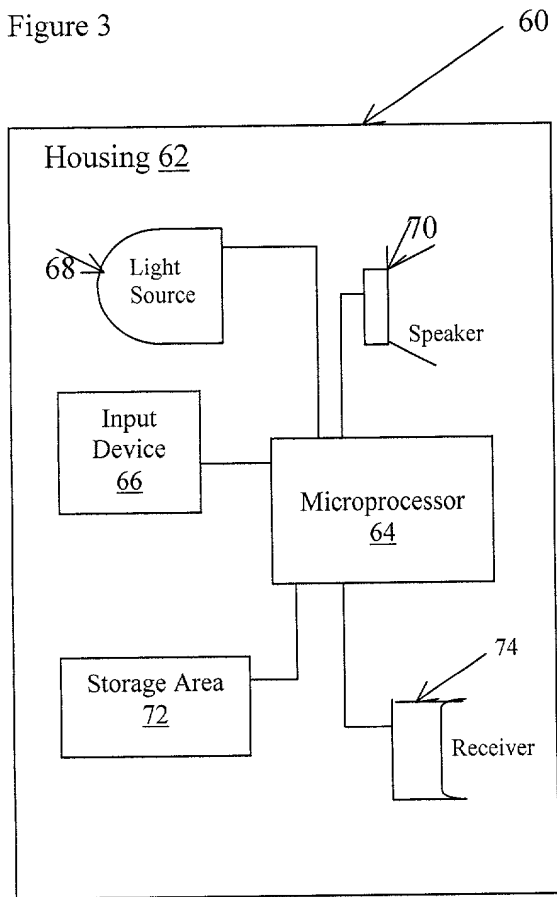 Figure 3
60
Housing 62
68
Light
Source
70
Speaker
Input
Device
66
Microprocessor
64
Storage Area
72
74
Receiver